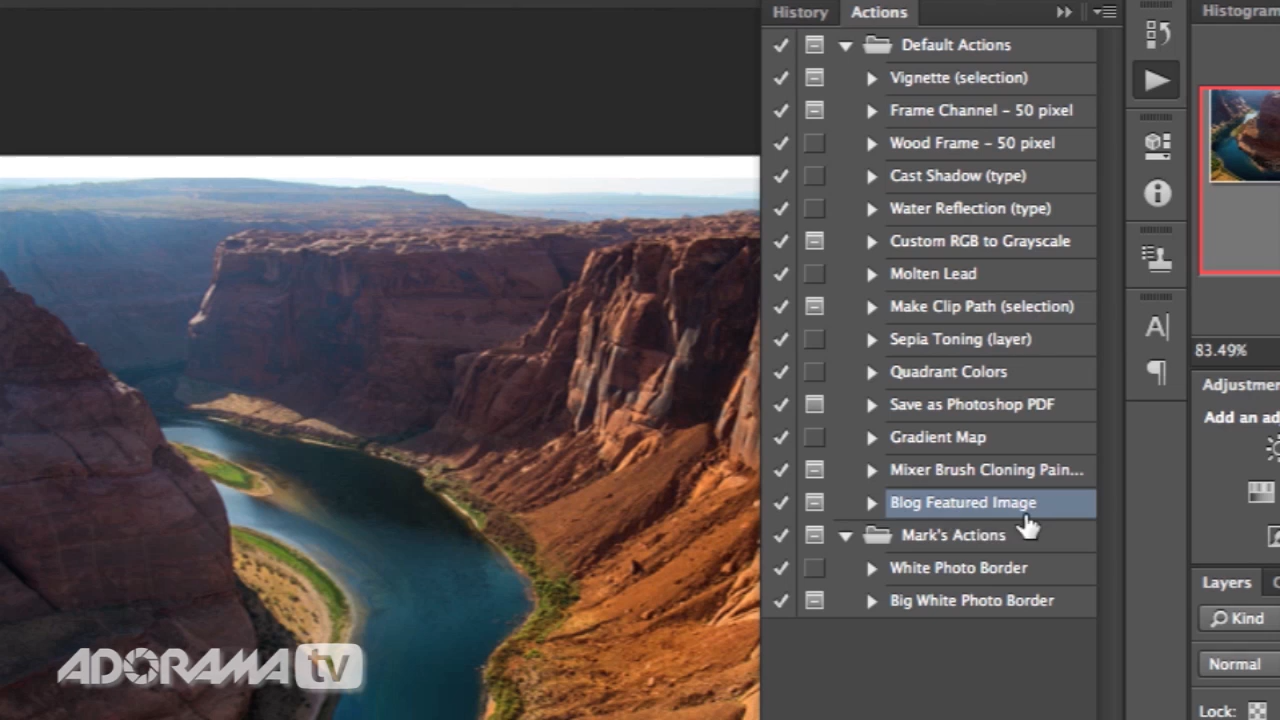 History
Actions
Histogram
Default Actions
Vignette (selection)
Frame Channel - 50 pixel
Wood Frame - 50 pixel
Cast Shadow (type)
Water Reflection (type)
Custom RGB to Grayscale
Molten Lead
Make Clip Path (selection)
Sepia Toning (layer)
Quadrant Colors
Save as Photoshop PDF
Gradient Map
Mixer Brush Cloning Pain...
Blog Featured Image
Mark's Actions
White Photo Border
Big White Photo Border
A
83.49%
Adjustmen
Add an ad
Layers
Kind
Normal
Lock:
ADORAMA tv